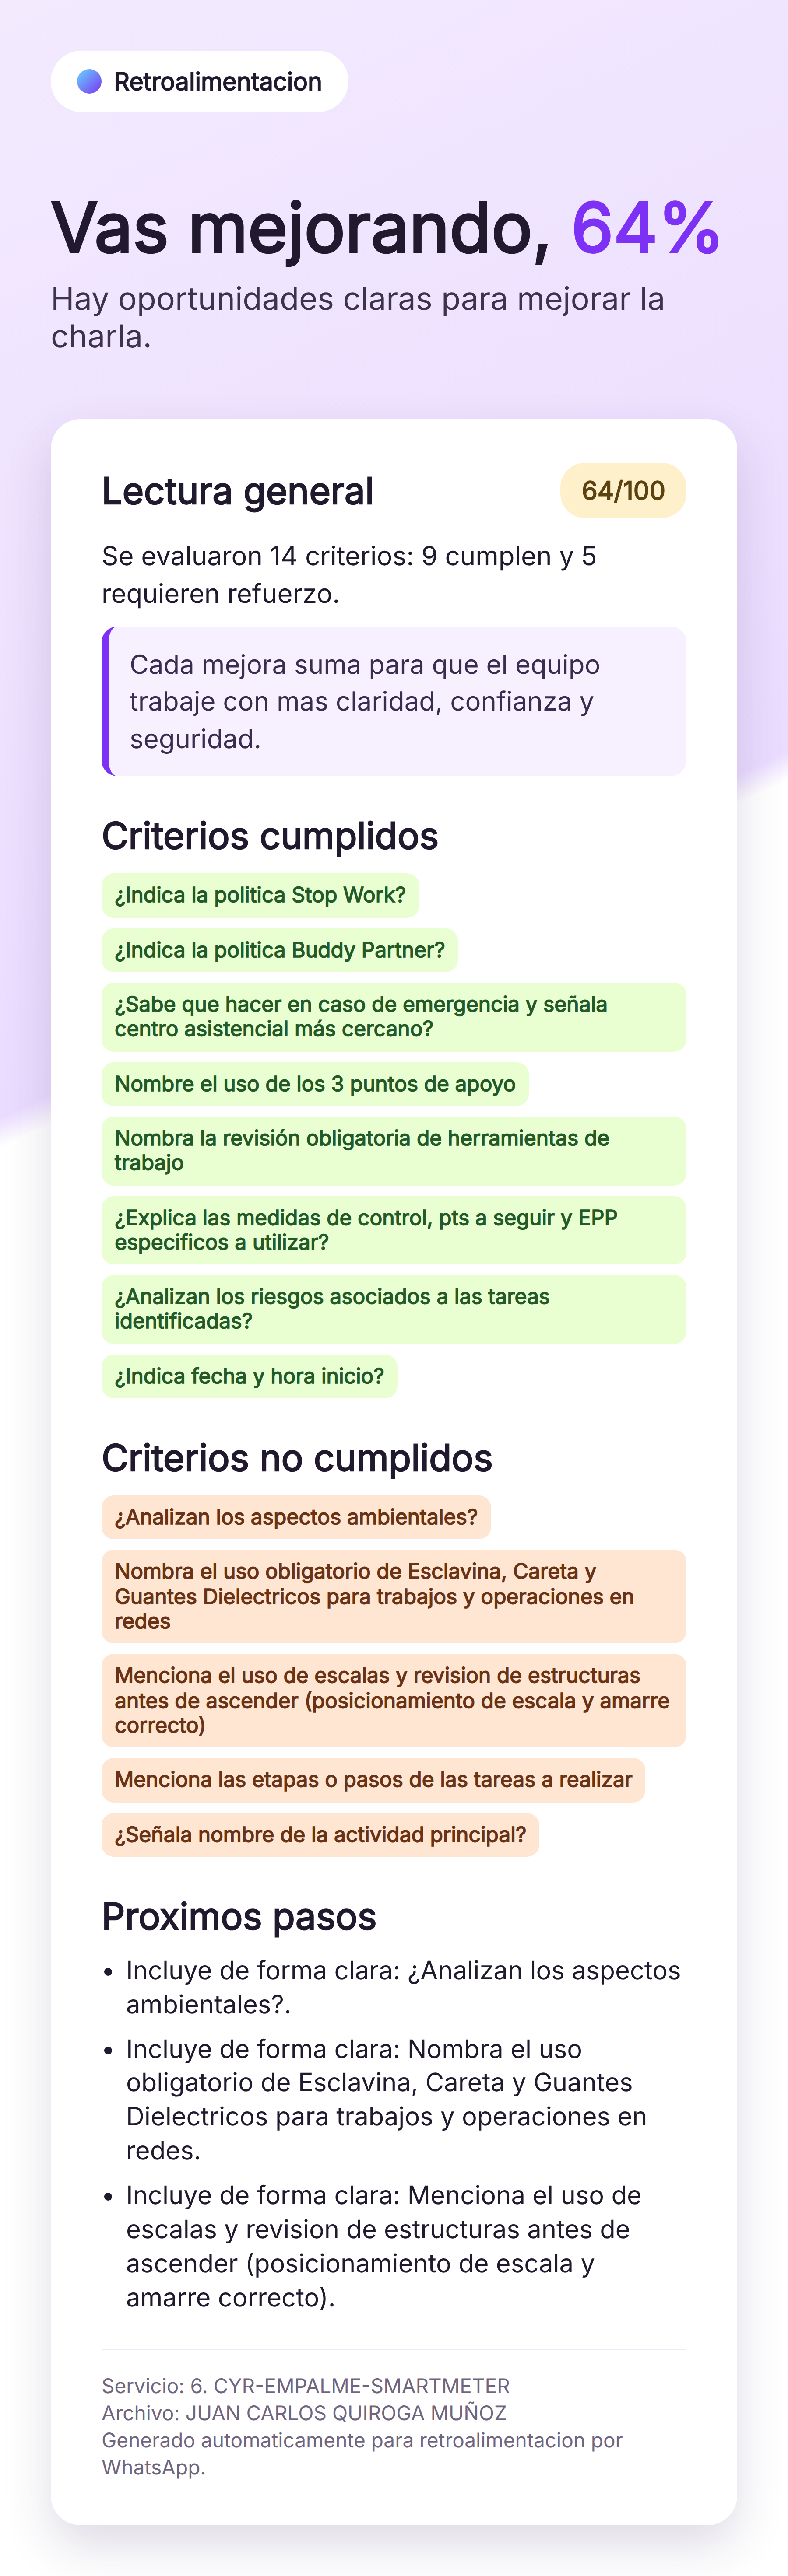 Retroalimentacion
Vas mejorando, 64%
Hay oportunidades claras para mejorar la
charla.
Lectura general
64/100
Se evaluaron 14 criterios: 9 cumplen y 5
requieren refuerzo.
Cada mejora suma para que el equipo
trabaje con mas claridad, confianza y
seguridad.
Criterios cumplidos
¿Indica la politica Stop Work?
¿Indica la politica Buddy Partner?
¿Sabe que hacer en caso de emergencia y señala
centro asistencial más cercano?
Nombre el uso de los 3 puntos de apoyo
Nombra la revisión obligatoria de herramientas de
trabajo
¿Explica las medidas de control, pts a seguir y EPP
especificos a utilizar?
¿Analizan los riesgos asociados a las tareas
identificadas?
¿Indica fecha y hora inicio?
Criterios no cumplidos
¿Analizan los aspectos ambientales?
Nombra el uso obligatorio de Esclavina, Careta y
Guantes Dielectricos para trabajos y operaciones en
redes
Menciona el uso de escalas y revision de estructuras
antes de ascender (posicionamiento de escala y amarre
correcto)
Menciona las etapas o pasos de las tareas a realizar
¿Señala nombre de la actividad principal?
Proximos pasos
• Incluye de forma clara: ¿Analizan los aspectos
ambientales?.
• Incluye de forma clara: Nombra el uso
obligatorio de Esclavina, Careta y Guantes
Dielectricos para trabajos y operaciones en
redes.
• Incluye de forma clara: Menciona el uso de
escalas y revision de estructuras antes de
ascender (posicionamiento de escala y
amarre correcto).
Servicio: 6. CYR-EMPALME-SMARTMETER
Archivo: JUAN CARLOS QUIROGA MUÑOZ
Generado automaticamente para retroalimentacion por
WhatsApp.